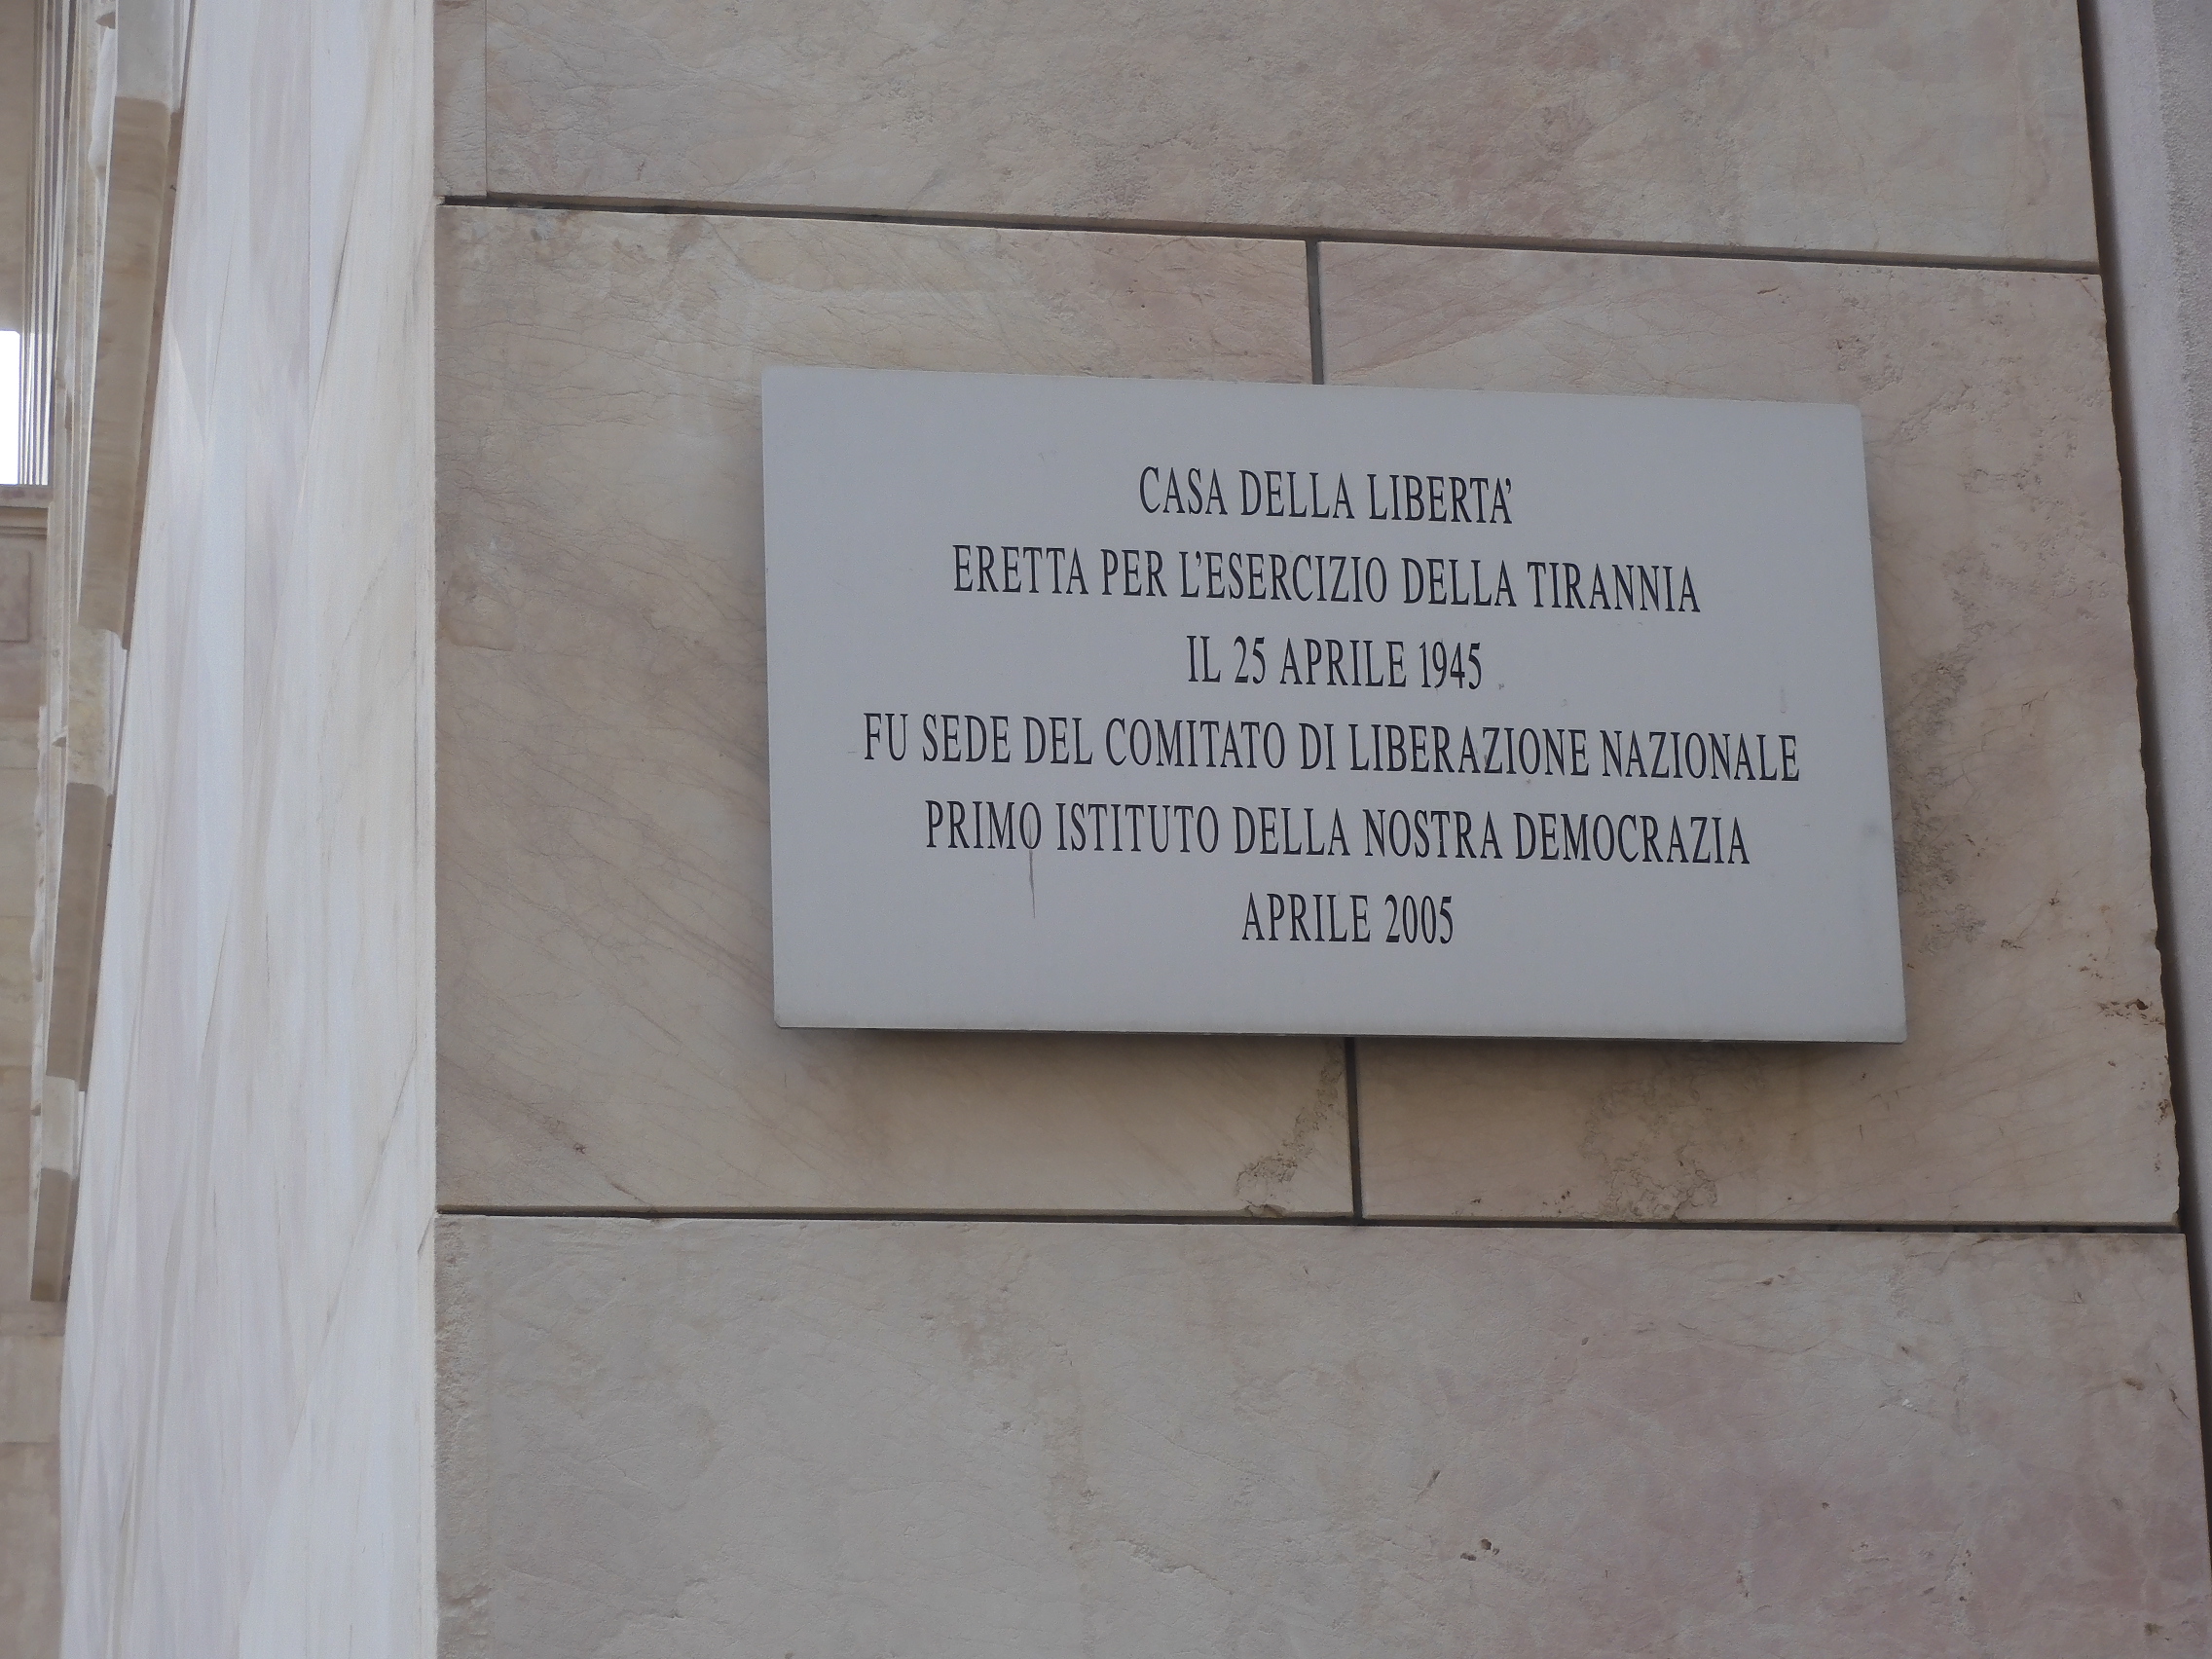 CASA DELLA LIBERTA'
ERETTA PER L'ESERCIZIO DELLA TIRANNIA
IL 25 APRILE 1945
FU SEDE DEL COMITATO DI LIBERAZIONE NAZIONALE
PRIMO ISTITUTO DELLA NOSTRA DEMOCRAZIA
APRILE 2005